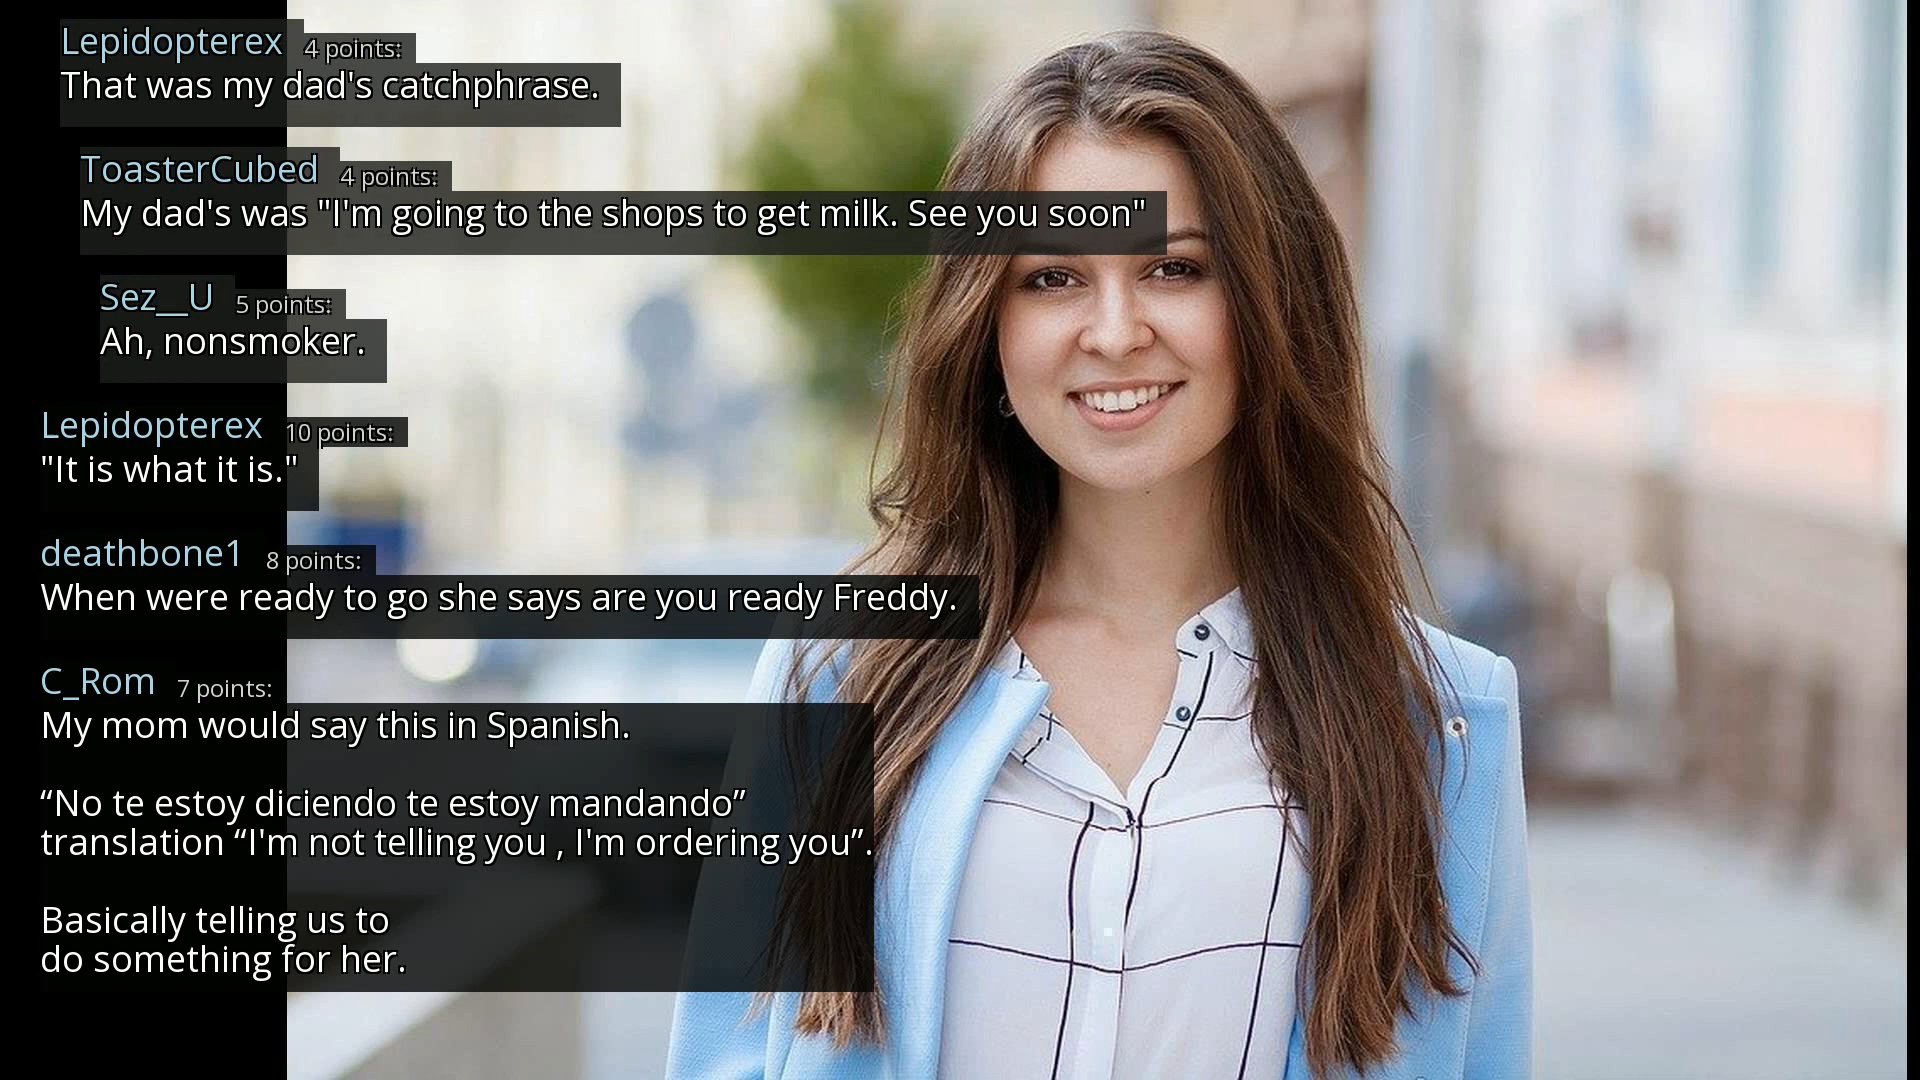 Lepidopterex 4 points:
That was my dad's catchphrase.
ToasterCubed 4 points:
My dad's was "I'm going to the shops to get milk. See you soon"
Sez__U 5 points:
Ah, nonsmoker.
Lepidopterex 10 points:
"It is what it is."
deathbone1 8 points:
When were ready to go she says are you ready Freddy.
C_Rom 7 points:
My mom would say this in Spanish.
“No te estoy diciendo te estoy mandando”
translation “I'm not telling you , I'm ordering you”.
Basically telling us to
do something for her.